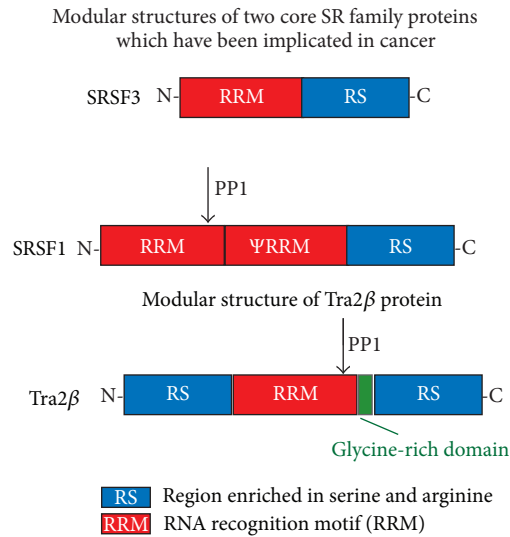 Modular structures of two core SR family proteins
which have been implicated in cancer
SRSF3 N- RRM RS -C
PP1
SRSF1 N- RRM ΨRRM RS -C
Modular structure of Tra2β protein
PP1
Tra2β N- RS RRM RS -C
Glycine-rich domain
RS Region enriched in serine and arginine
RRM RNA recognition motif (RRM)